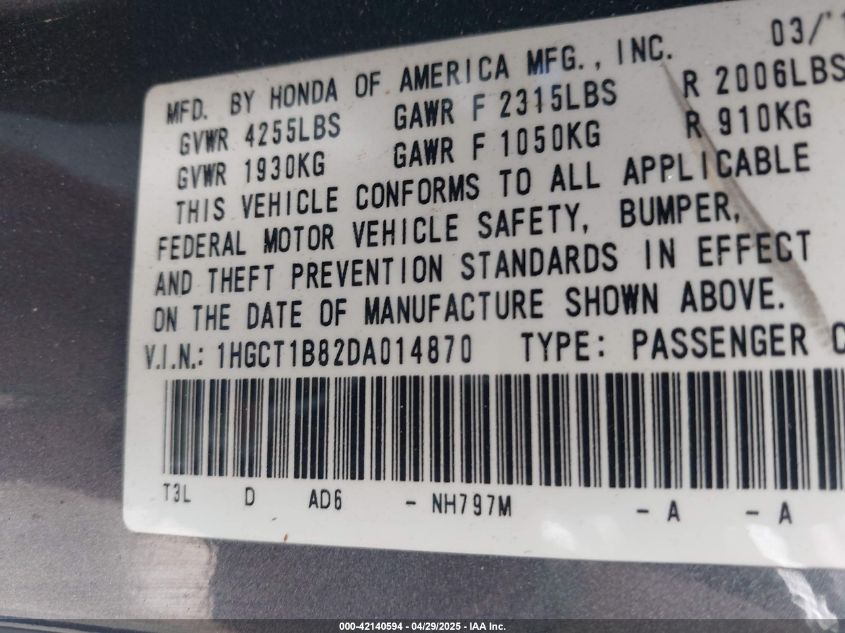 MFD. BY HONDA OF AMERICA MFG., INC. 03/'1
GVWR 4255LBS GAWR F 2315LBS R 2006LBS
GVWR 1930KG GAWR F 1050KG R 910KG
THIS VEHICLE CONFORMS TO ALL APPLICABLE
FEDERAL MOTOR VEHICLE SAFETY, BUMPER,
AND THEFT PREVENTION STANDARDS IN EFFECT
ON THE DATE OF MANUFACTURE SHOWN ABOVE.
V.I.N.: 1HGCT1B82DA014870 TYPE: PASSENGER C
T3L D AD6 - NH797M - A - A
000-42140594 - 04/29/2025 - IAA Inc.